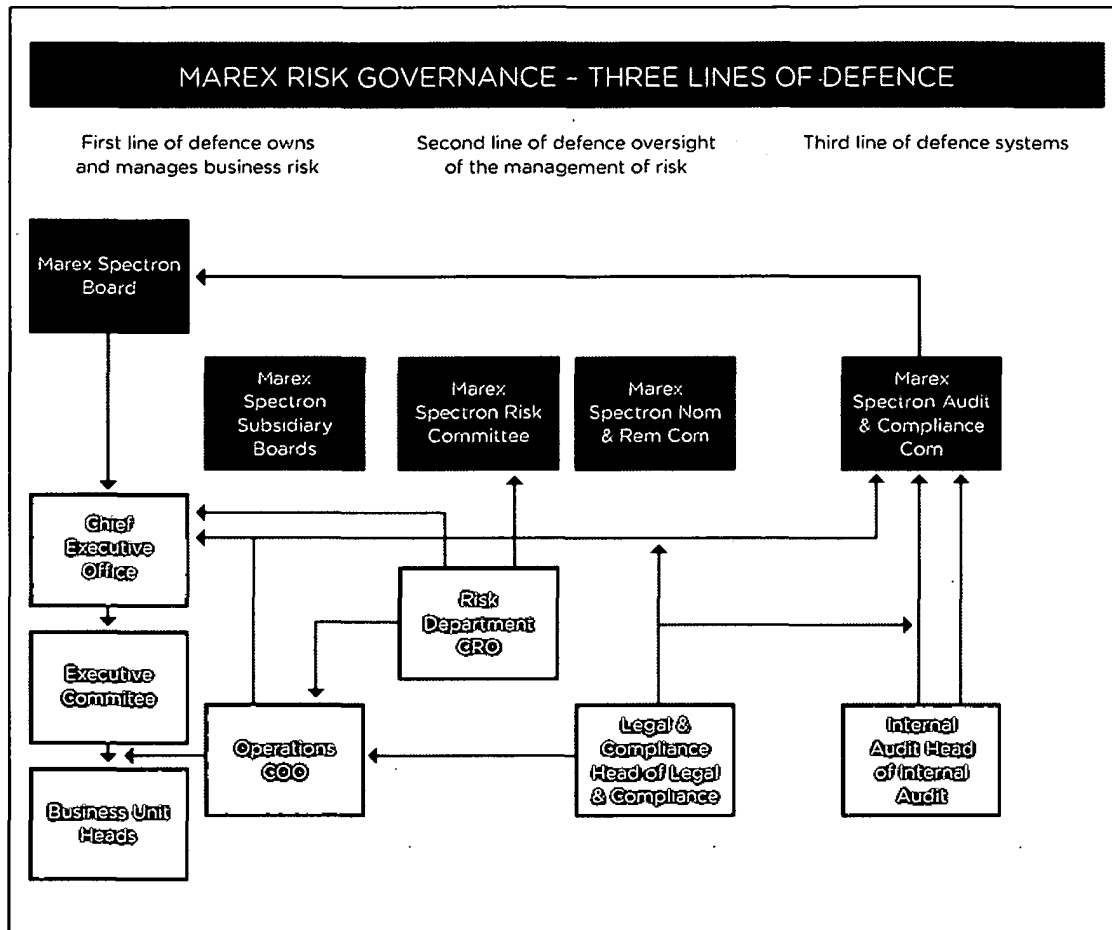 MAREX RISK GOVERNANCE – THREE LINES OF DEFENCE
First line of defence owns
and manages business risk
Second line of defence oversight
of the management of risk
Third line of defence systems
Marex Spectron
Board
Marex
Spectron
Subsidiary
Boards
Marex
Spectron Risk
Committee
Marex
Spectron Nom
& Rem Com
Marex
Spectron Audit
& Compliance
Com
Chief
Executive
Office
Risk
Department
CRO
Executive
Commitee
Operations
COO
Legal &
Compliance
Head of Legal
& Compliance
Internal
Audit Head
of Internal
Audit
Business Unit
Heads